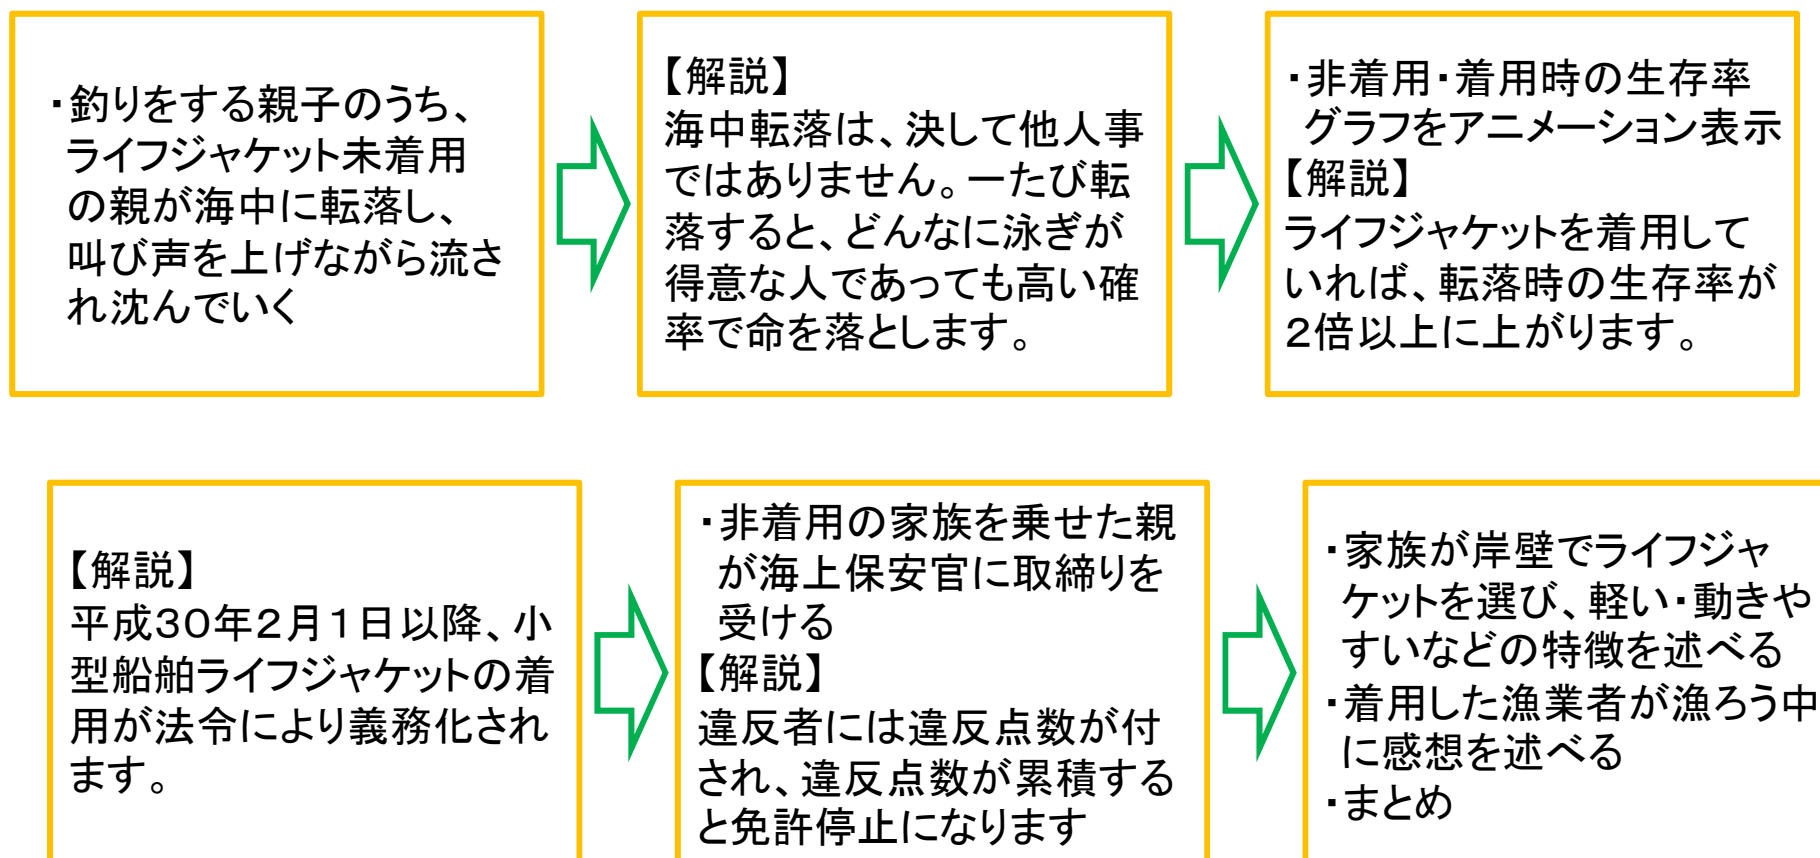 ・釣りをする親子のうち、
ライフジャケット未着用
の親が海中に転落し、
叫び声を上げながら流さ
れ沈んでいく
【解説】
海中転落は、決して他人事
ではありません。一たび転
落すると、どんなに泳ぎが
得意な人であっても高い確
率で命を落とします。
・非着用・着用時の生存率
グラフをアニメーション表示
【解説】
ライフジャケットを着用して
いれば、転落時の生存率が
２倍以上に上がります。
【解説】
平成３０年２月１日以降、小
型船舶ライフジャケットの着
用が法令により義務化され
ます。
・非着用の家族を乗せた親
が海上保安官に取締りを
受ける
【解説】
違反者には違反点数が付
され、違反点数が累積する
と免許停止になります
・家族が岸壁でライフジャ
ケットを選び、軽い・動きや
すいなどの特徴を述べる
・着用した漁業者が漁ろう中
に感想を述べる
・まとめ